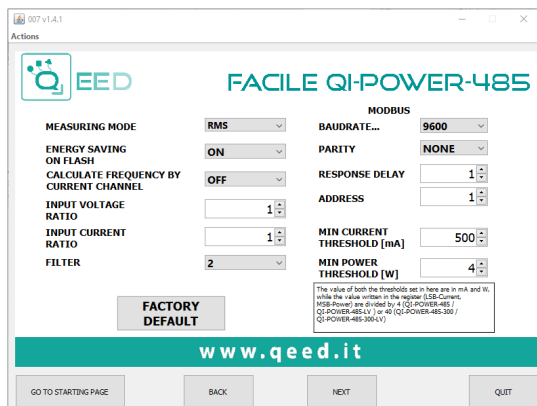 007 v1.4.1
Actions
QEED
FACILE QI-POWER-485
MODBUS
MEASURING MODE
RMS
BAUDRATE...
9600
ENERGY SAVING
ON FLASH
ON
PARITY
NONE
CALCULATE FREQUENCY BY
CURRENT CHANNEL
OFF
RESPONSE DELAY
1
INPUT VOLTAGE
RATIO
1
ADDRESS
1
INPUT CURRENT
RATIO
1
MIN CURRENT
THRESHOLD [mA]
500
FILTER
2
MIN POWER
THRESHOLD [W]
4
The value of both the thresholds set
in here are in mA and W,
while the value written in the register (LSB-Current,
MSB-Power) are divided by 4 (QI-POWER-485 /
QI-POWER-485-LV ) or 40 (QI-POWER-485-300 /
QI-POWER-485-300-LV)
FACTORY
DEFAULT
www.qeed.it
GO TO STARTING PAGE
BACK
NEXT
QUIT